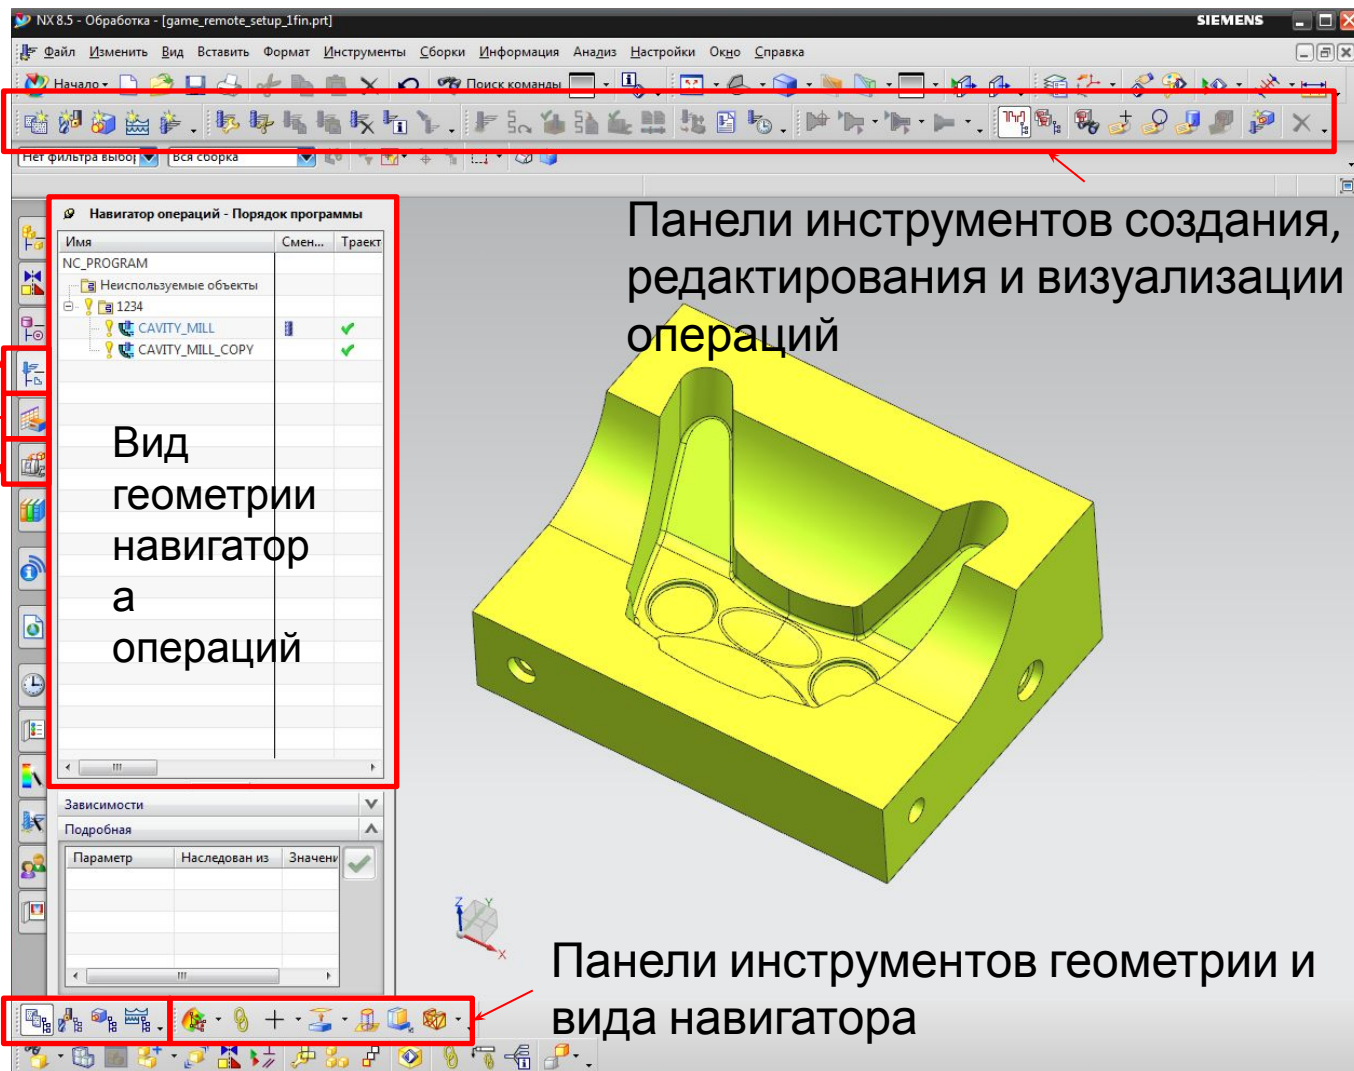 NX 8.5 - Обработка - [game_remote_setup_1fin.prt]
SIEMENS
Файл Изменить Вид Вставить Формат Инструменты Сборки Информация Анализ Настройки Окно Справка
Начало Поиск команды
Нет фильтра выбор Вся сборка
Навигатор операций - Порядок программы
Имя Смен... Траект
NC_PROGRAM
Неиспользуемые объекты
1234
CAVITY_MILL
CAVITY_MILL_COPY
Панели инструментов создания,
редактирования и визуализации
операций
Вид
геометрии
навигатор
а
операций
Зависимости
Подробная
Параметр Наследован из Значени
Z
Y
X
Панели инструментов геометрии и
вида навигатора